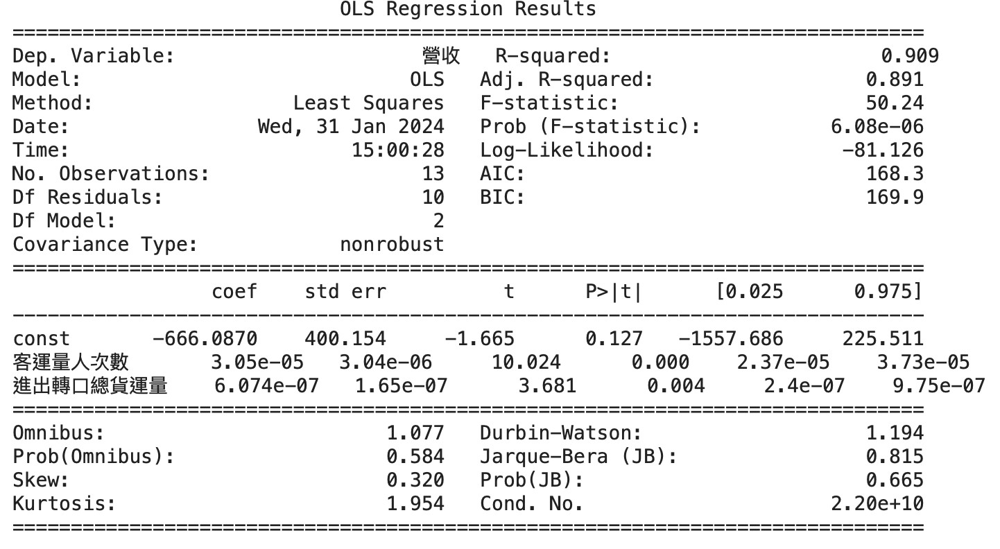 OLS Regression Results
==============================================================================
Dep. Variable: 營收 R-squared: 0.909
Model: OLS Adj. R-squared: 0.891
Method: Least Squares F-statistic: 50.24
Date: Wed, 31 Jan 2024 Prob (F-statistic): 6.08e-06
Time: 15:00:28 Log-Likelihood: -81.126
No. Observations: 13 AIC: 168.3
Df Residuals: 10 BIC: 169.9
Df Model: 2
Covariance Type: nonrobust
==============================================================================
coef std err t P>|t| [0.025 0.975]
------------------------------------------------------------------------------
const -666.0870 400.154 -1.665 0.127 -1557.686 225.511
客運量人次數 3.05e-05 3.04e-06 10.024 0.000 2.37e-05 3.73e-05
進出轉口總貨運量 6.074e-07 1.65e-07 3.681 0.004 2.4e-07 9.75e-07
==============================================================================
Omnibus: 1.077 Durbin-Watson: 1.194
Prob(Omnibus): 0.584 Jarque-Bera (JB): 0.815
Skew: 0.320 Prob(JB): 0.665
Kurtosis: 1.954 Cond. No. 2.20e+10
==============================================================================